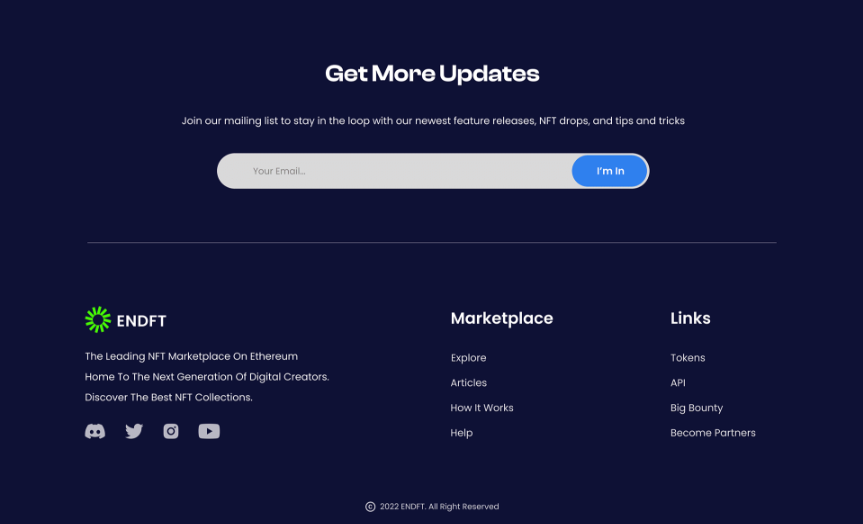 Get More Updates
Join our mailing list to stay in the loop with our newest feature releases, NFT drops, and tips and tricks
Your Email...
I'm In
ENDFT
The Leading NFT Marketplace On Ethereum
Home To The Next Generation Of Digital Creators.
Discover The Best NFT Collections.
Marketplace
Explore
Articles
How It Works
Help
Links
Tokens
API
Big Bounty
Become Partners
© 2022 ENDFT. All Right Reserved